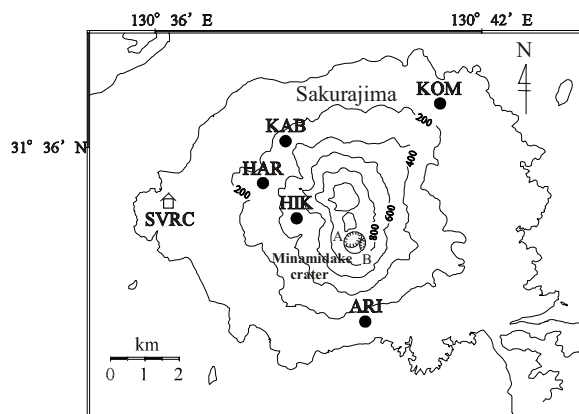 130° 36’ E
130° 42’ E
N
Sakurajima
KOM
200
KAB
31° 36’ N
400
HAR
200
HIK
600
SVRC
A
800
B
Minamidake
crater
ARI
km
0 1 2